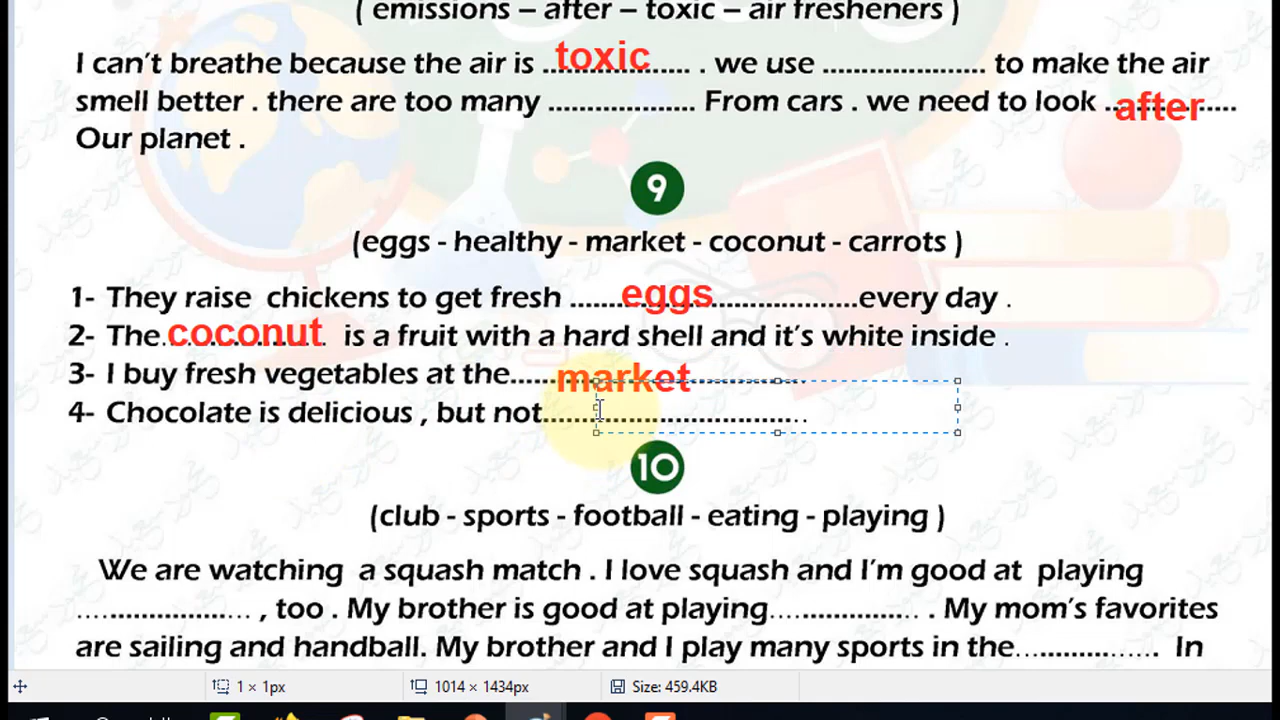 ( emissions – after – toxic – air fresheners )
I can't breathe because the air is ...toxic... . we use ..................... to make the air
smell better . there are too many ................... From cars . we need to look ..after....
Our planet .
9
(eggs - healthy - market - coconut - carrots )
1- They raise chickens to get fresh .......eggs...................every day .
2- The.coconut. is a fruit with a hard shell and it's white inside .
3- I buy fresh vegetables at the......market...............
4- Chocolate is delicious , but not...................................
10
(club - sports - football - eating - playing )
We are watching a squash match . I love squash and I'm good at playing
......................... , too . My brother is good at playing..................... . My mom's favorites
are sailing and handball. My brother and I play many sports in the.................... In
1 × 1px
1014 × 1434px
Size: 459.4KB